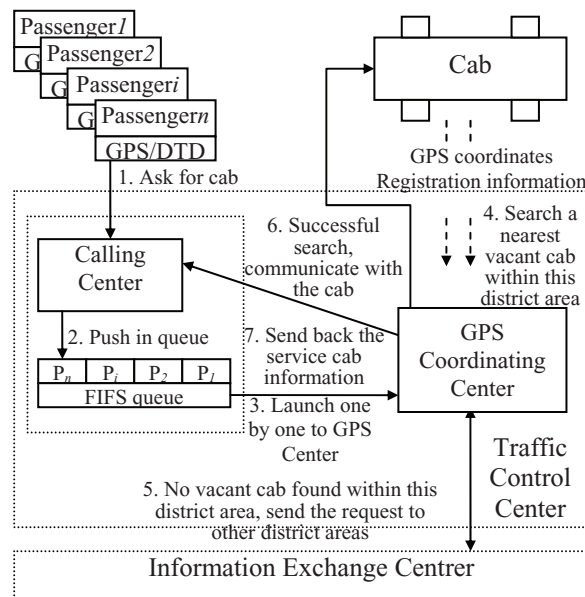 Passenger1
G
Passenger2
G
Passengeri
G
Passengern
GPS/DTD
Cab
GPS coordinates
Registration information
1. Ask for cab
Calling
Center
6. Successful
search,
communicate with
the cab
4. Search a
nearest
vacant cab
within this
district area
2. Push in queue
Pn Pi P2 P1
FIFS queue
7. Send back the
service cab
information
GPS
Coordinating
Center
3. Launch one
by one to GPS
Center
Traffic
Control
Center
5. No vacant cab found within this
district area, send the request to
other district areas
Information Exchange Centrer